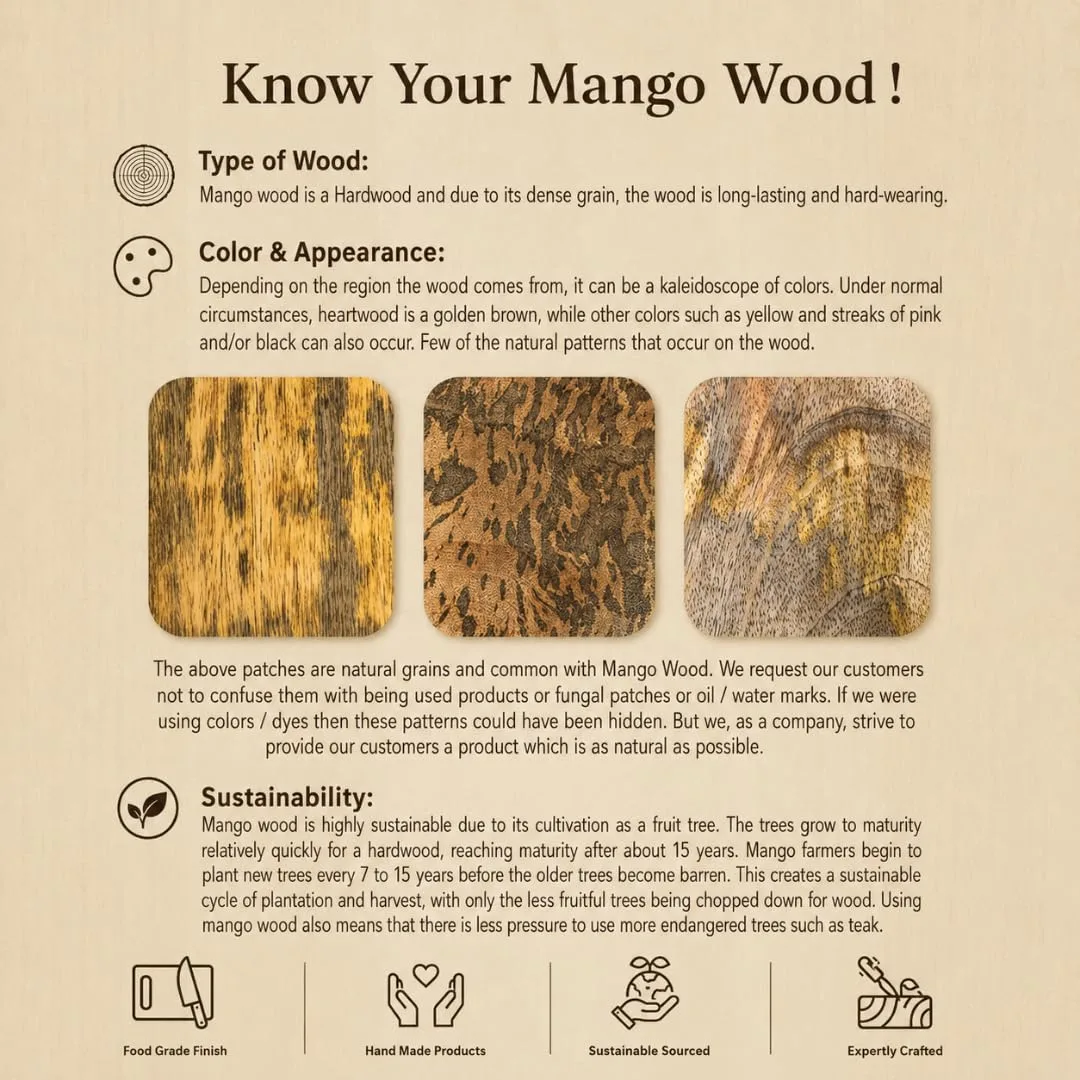 Know Your Mango Wood !
Type of Wood:
Mango wood is a Hardwood and due to its dense grain, the wood is long-lasting and hard-wearing.
Color & Appearance:
Depending on the region the wood comes from, it can be a kaleidoscope of colors. Under normal
circumstances, heartwood is a golden brown, while other colors such as yellow and streaks of pink
and/or black can also occur. Few of the natural patterns that occur on the wood.
The above patches are natural grains and common with Mango Wood. We request our customers
not to confuse them with being used products or fungal patches or oil / water marks. If we were
using colors / dyes then these patterns could have been hidden. But we, as a company, strive to
provide our customers a product which is as natural as possible.
Sustainability:
Mango wood is highly sustainable due to its cultivation as a fruit tree. The trees grow to maturity
relatively quickly for a hardwood, reaching maturity after about 15 years. Mango farmers begin to
plant new trees every 7 to 15 years before the older trees become barren. This creates a sustainable
cycle of plantation and harvest, with only the less fruitful trees being chopped down for wood. Using
mango wood also means that there is less pressure to use more endangered trees such as teak.
Food Grade Finish
Hand Made Products
Sustainable Sourced
Expertly Crafted